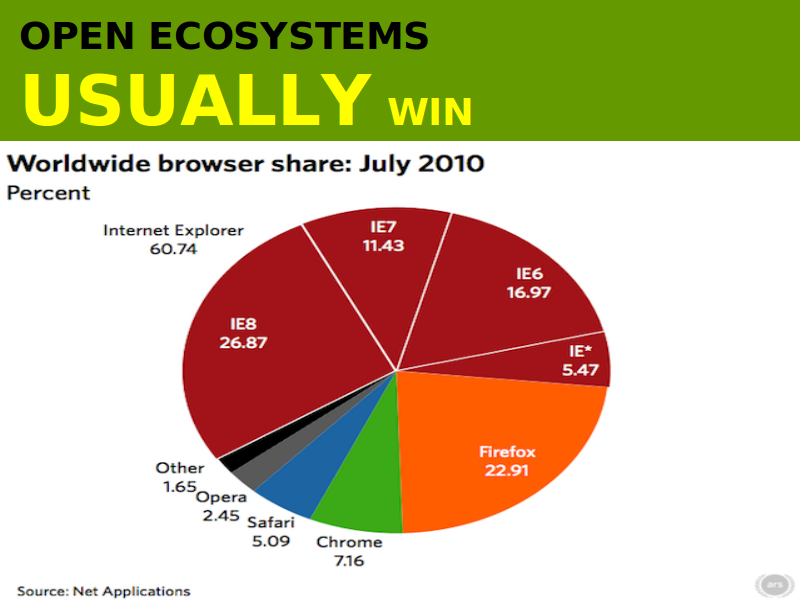 OPEN ECOSYSTEMS
USUALLY WIN
Worldwide browser share: July 2010
Percent
Internet Explorer
60.74
IE7
11.43
IE6
16.97
IE8
26.87
IE*
5.47
Firefox
22.91
Other
1.65
Opera
2.45
Safari
5.09
Chrome
7.16
Source: Net Applications
ars